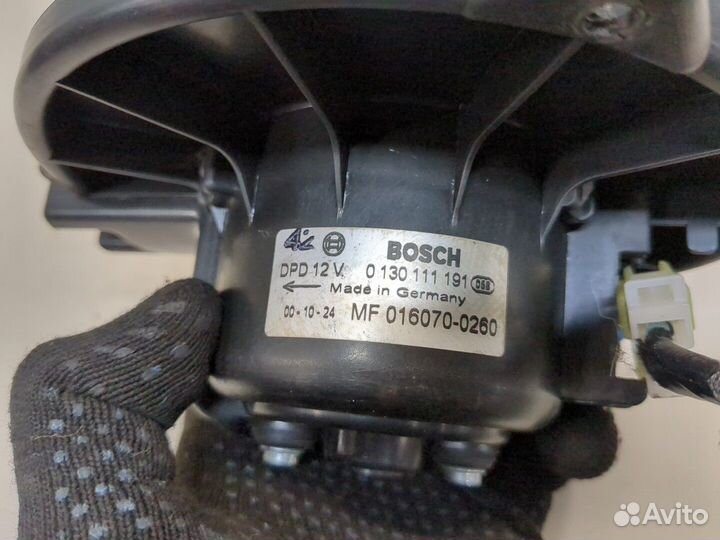 BOSCH
DPD 12 V. 0 130 111 191
Made in Germany
00-10-24 MF 016070-0260
Avito